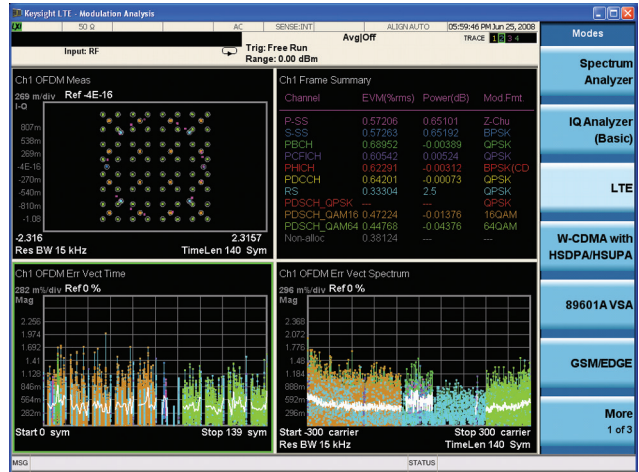 Keysight LTE - Modulation Analysis
50 Ω AC SENSE:INT ALIGN AUTO 05:59:46 PM Jun 25, 2008
Avg|Off TRACE 1 2 3 4
Input: RF Trig: Free Run
Range: 0.00 dBm
Modes
Spectrum
Analyzer
IQ Analyzer
(Basic)
LTE
W-CDMA with
HSDPA/HSUPA
89601A VSA
GSM/EDGE
More
1 of 3
Ch1 OFDM Meas
269 m/div Ref -4E-16
I-Q
807m
538m
269m
-4E-16
-270m
-540m
-810m
-1.08
-2.316 2.3157
Res BW 15 kHz TimeLen 140 Sym
Ch1 Frame Summary
Channel EVM(%rms) Power(dB) Mod.Fmt.
P-SS 0.57206 0.65101 Z-Chu
S-SS 0.57263 0.65192 BPSK
PBCH 0.68952 -0.00389 QPSK
PCFICH 0.60542 0.00524 QPSK
PHICH 0.62291 -0.00312 BPSK(CD
PDCCH 0.64201 -0.00073 QPSK
RS 0.33304 2.5 QPSK
PDSCH_QPSK --- --- QPSK
PDSCH_QAM16 0.47224 -0.01376 16QAM
PDSCH_QAM64 0.44768 -0.04376 64QAM
Non-alloc 0.38124 --- ---
Ch1 OFDM Err Vect Time
282 m%/div Ref 0 %
Mag
2.256
1.974
1.692
1.41
1.128
846m
564m
282m
Start 0 sym Stop 139 sym
Ch1 OFDM Err Vect Spectrum
296 m%/div Ref 0 %
Mag
2.368
2.072
1.776
1.48
1.184
888m
592m
296m
Start -300 carrier Stop 300 carrier
Res BW 15 kHz TimeLen 140 Sym
MSG STATUS